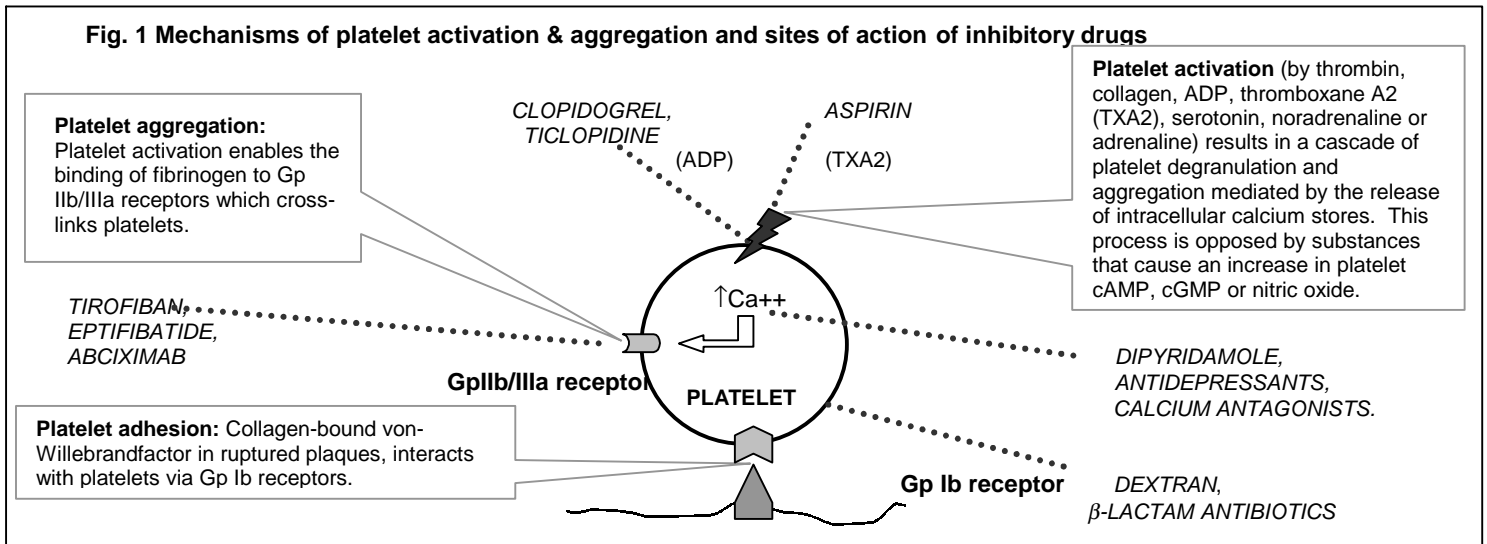 Fig. 1 Mechanisms of platelet activation & aggregation and sites of action of inhibitory drugs
Platelet aggregation:
Platelet activation enables the
binding of fibrinogen to Gp
IIb/IIIa receptors which cross-
links platelets.
CLOPIDOGREL,
TICLOPIDINE
(ADP)
ASPIRIN
(TXA2)
Platelet activation (by thrombin,
collagen, ADP, thromboxane A2
(TXA2), serotonin, noradrenaline or
adrenaline) results in a cascade of
platelet degranulation and
aggregation mediated by the release
of intracellular calcium stores. This
process is opposed by substances
that cause an increase in platelet
cAMP, cGMP or nitric oxide.
TIROFIBAN,
EPTIFIBATIDE,
ABCIXIMAB
↑Ca++
GpIIb/IIIa receptor
PLATELET
DIPYRIDAMOLE,
ANTIDEPRESSANTS,
CALCIUM ANTAGONISTS.
Platelet adhesion: Collagen-bound von-
Willebrandfactor in ruptured plaques, interacts
with platelets via Gp Ib receptors.
Gp Ib receptor
DEXTRAN,
β-LACTAM ANTIBIOTICS